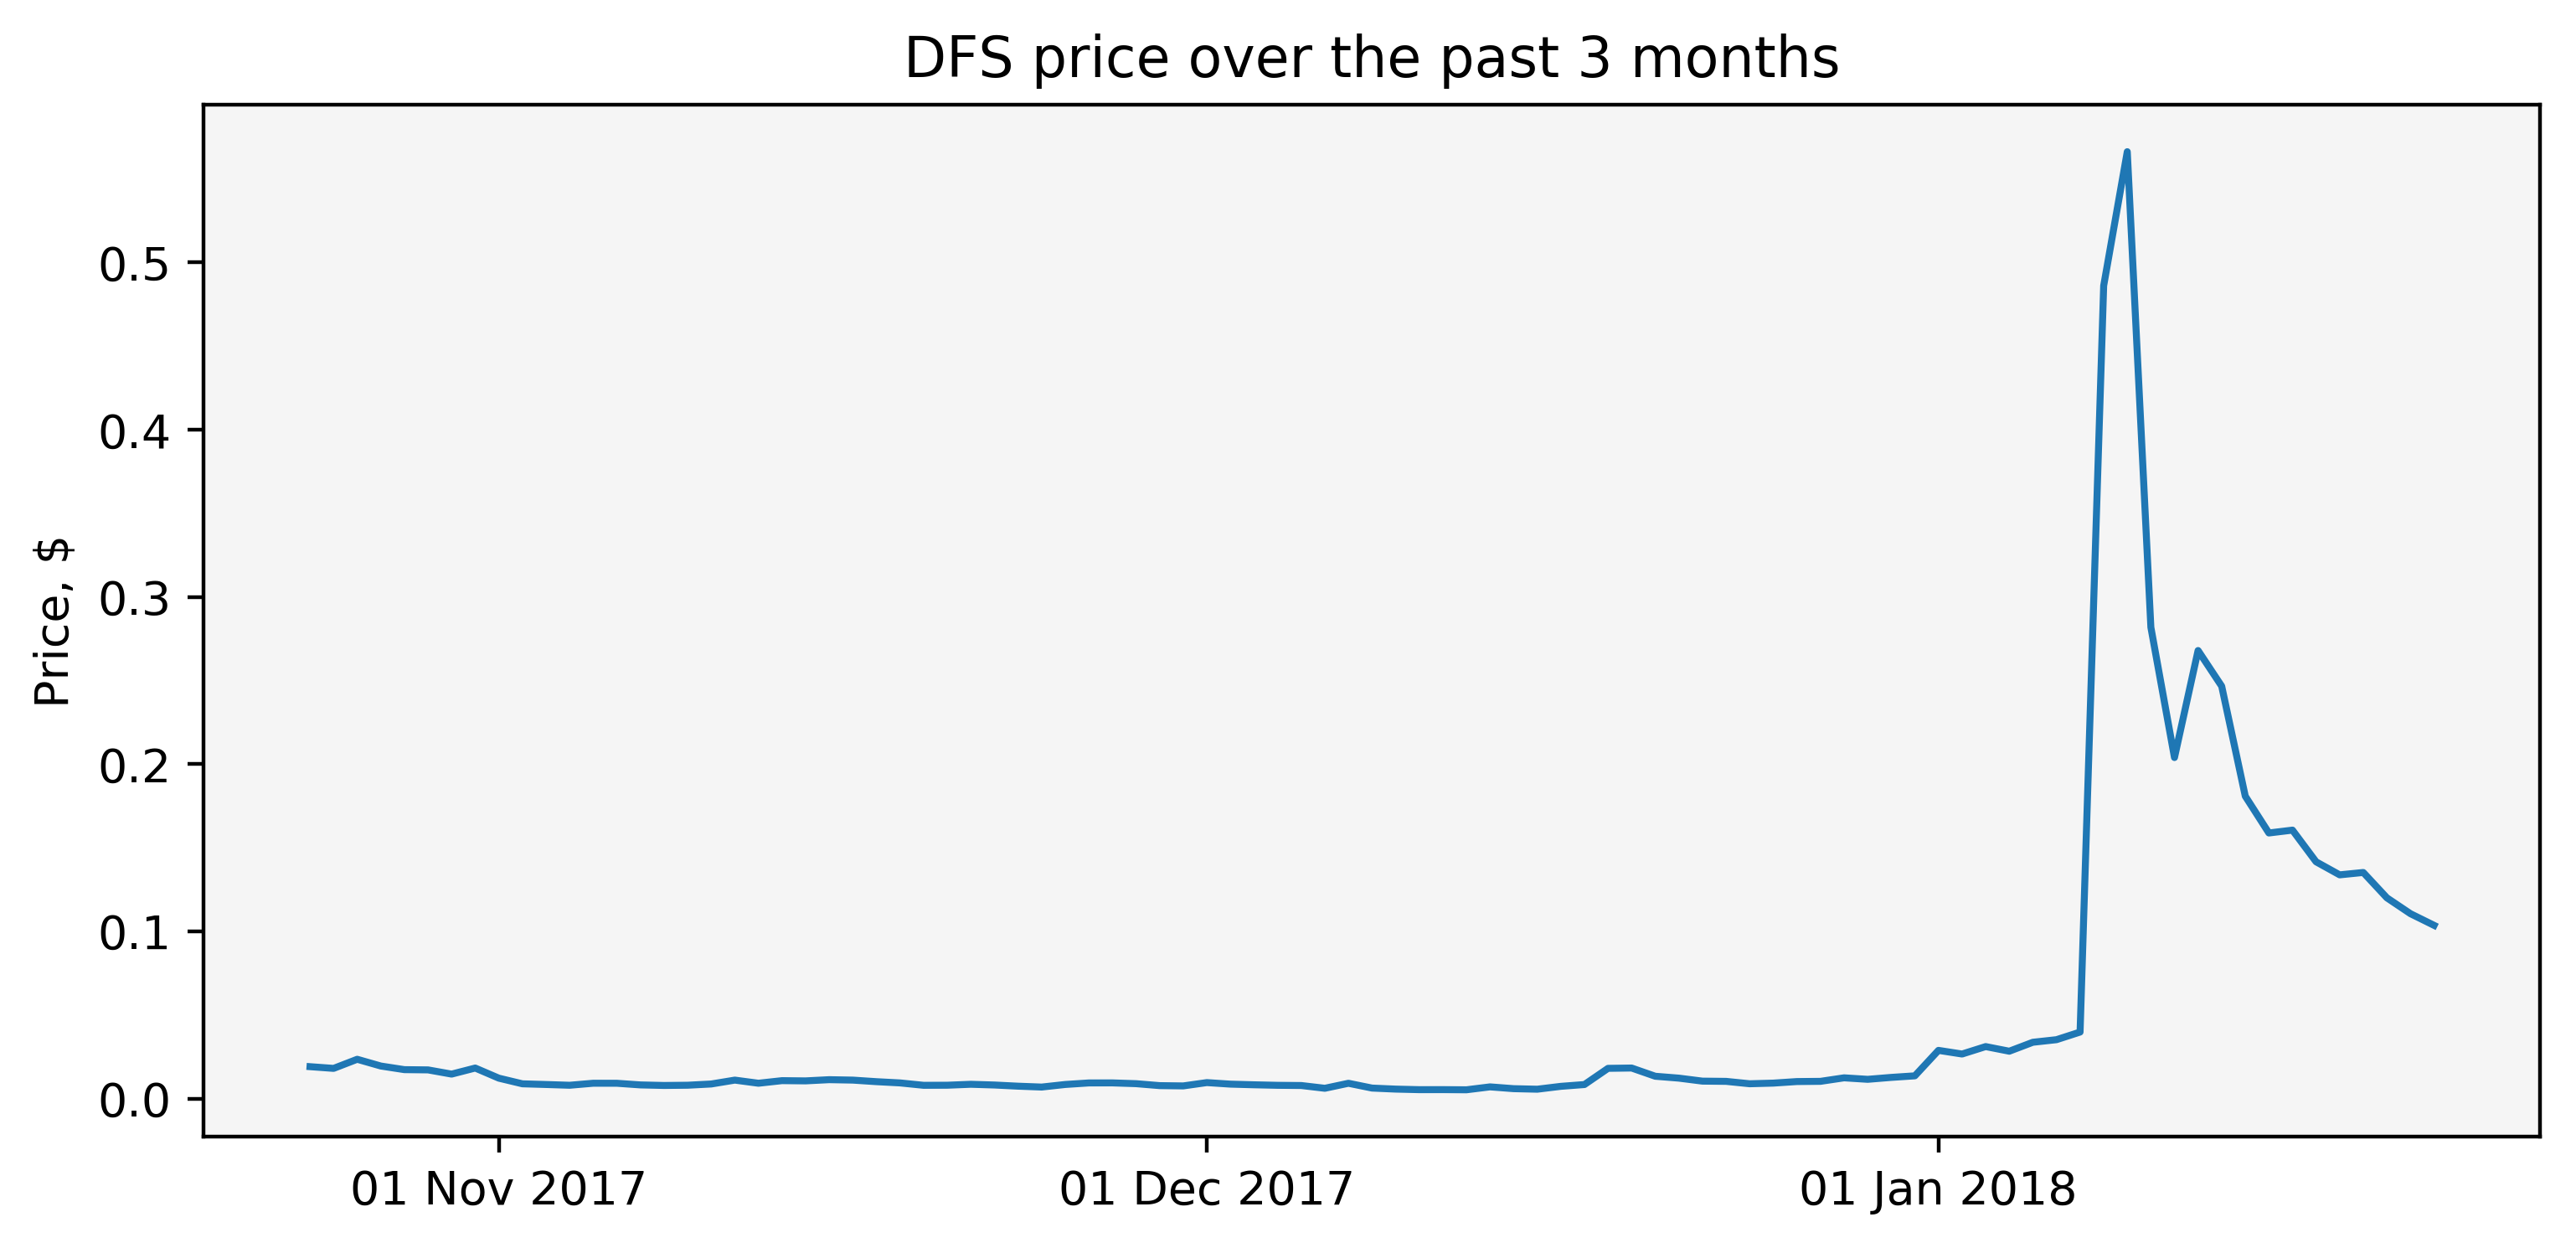 DFS price over the past 3 months
Price, $
0.5
0.4
0.3
0.2
0.1
0.0
01 Nov 2017
01 Dec 2017
01 Jan 2018